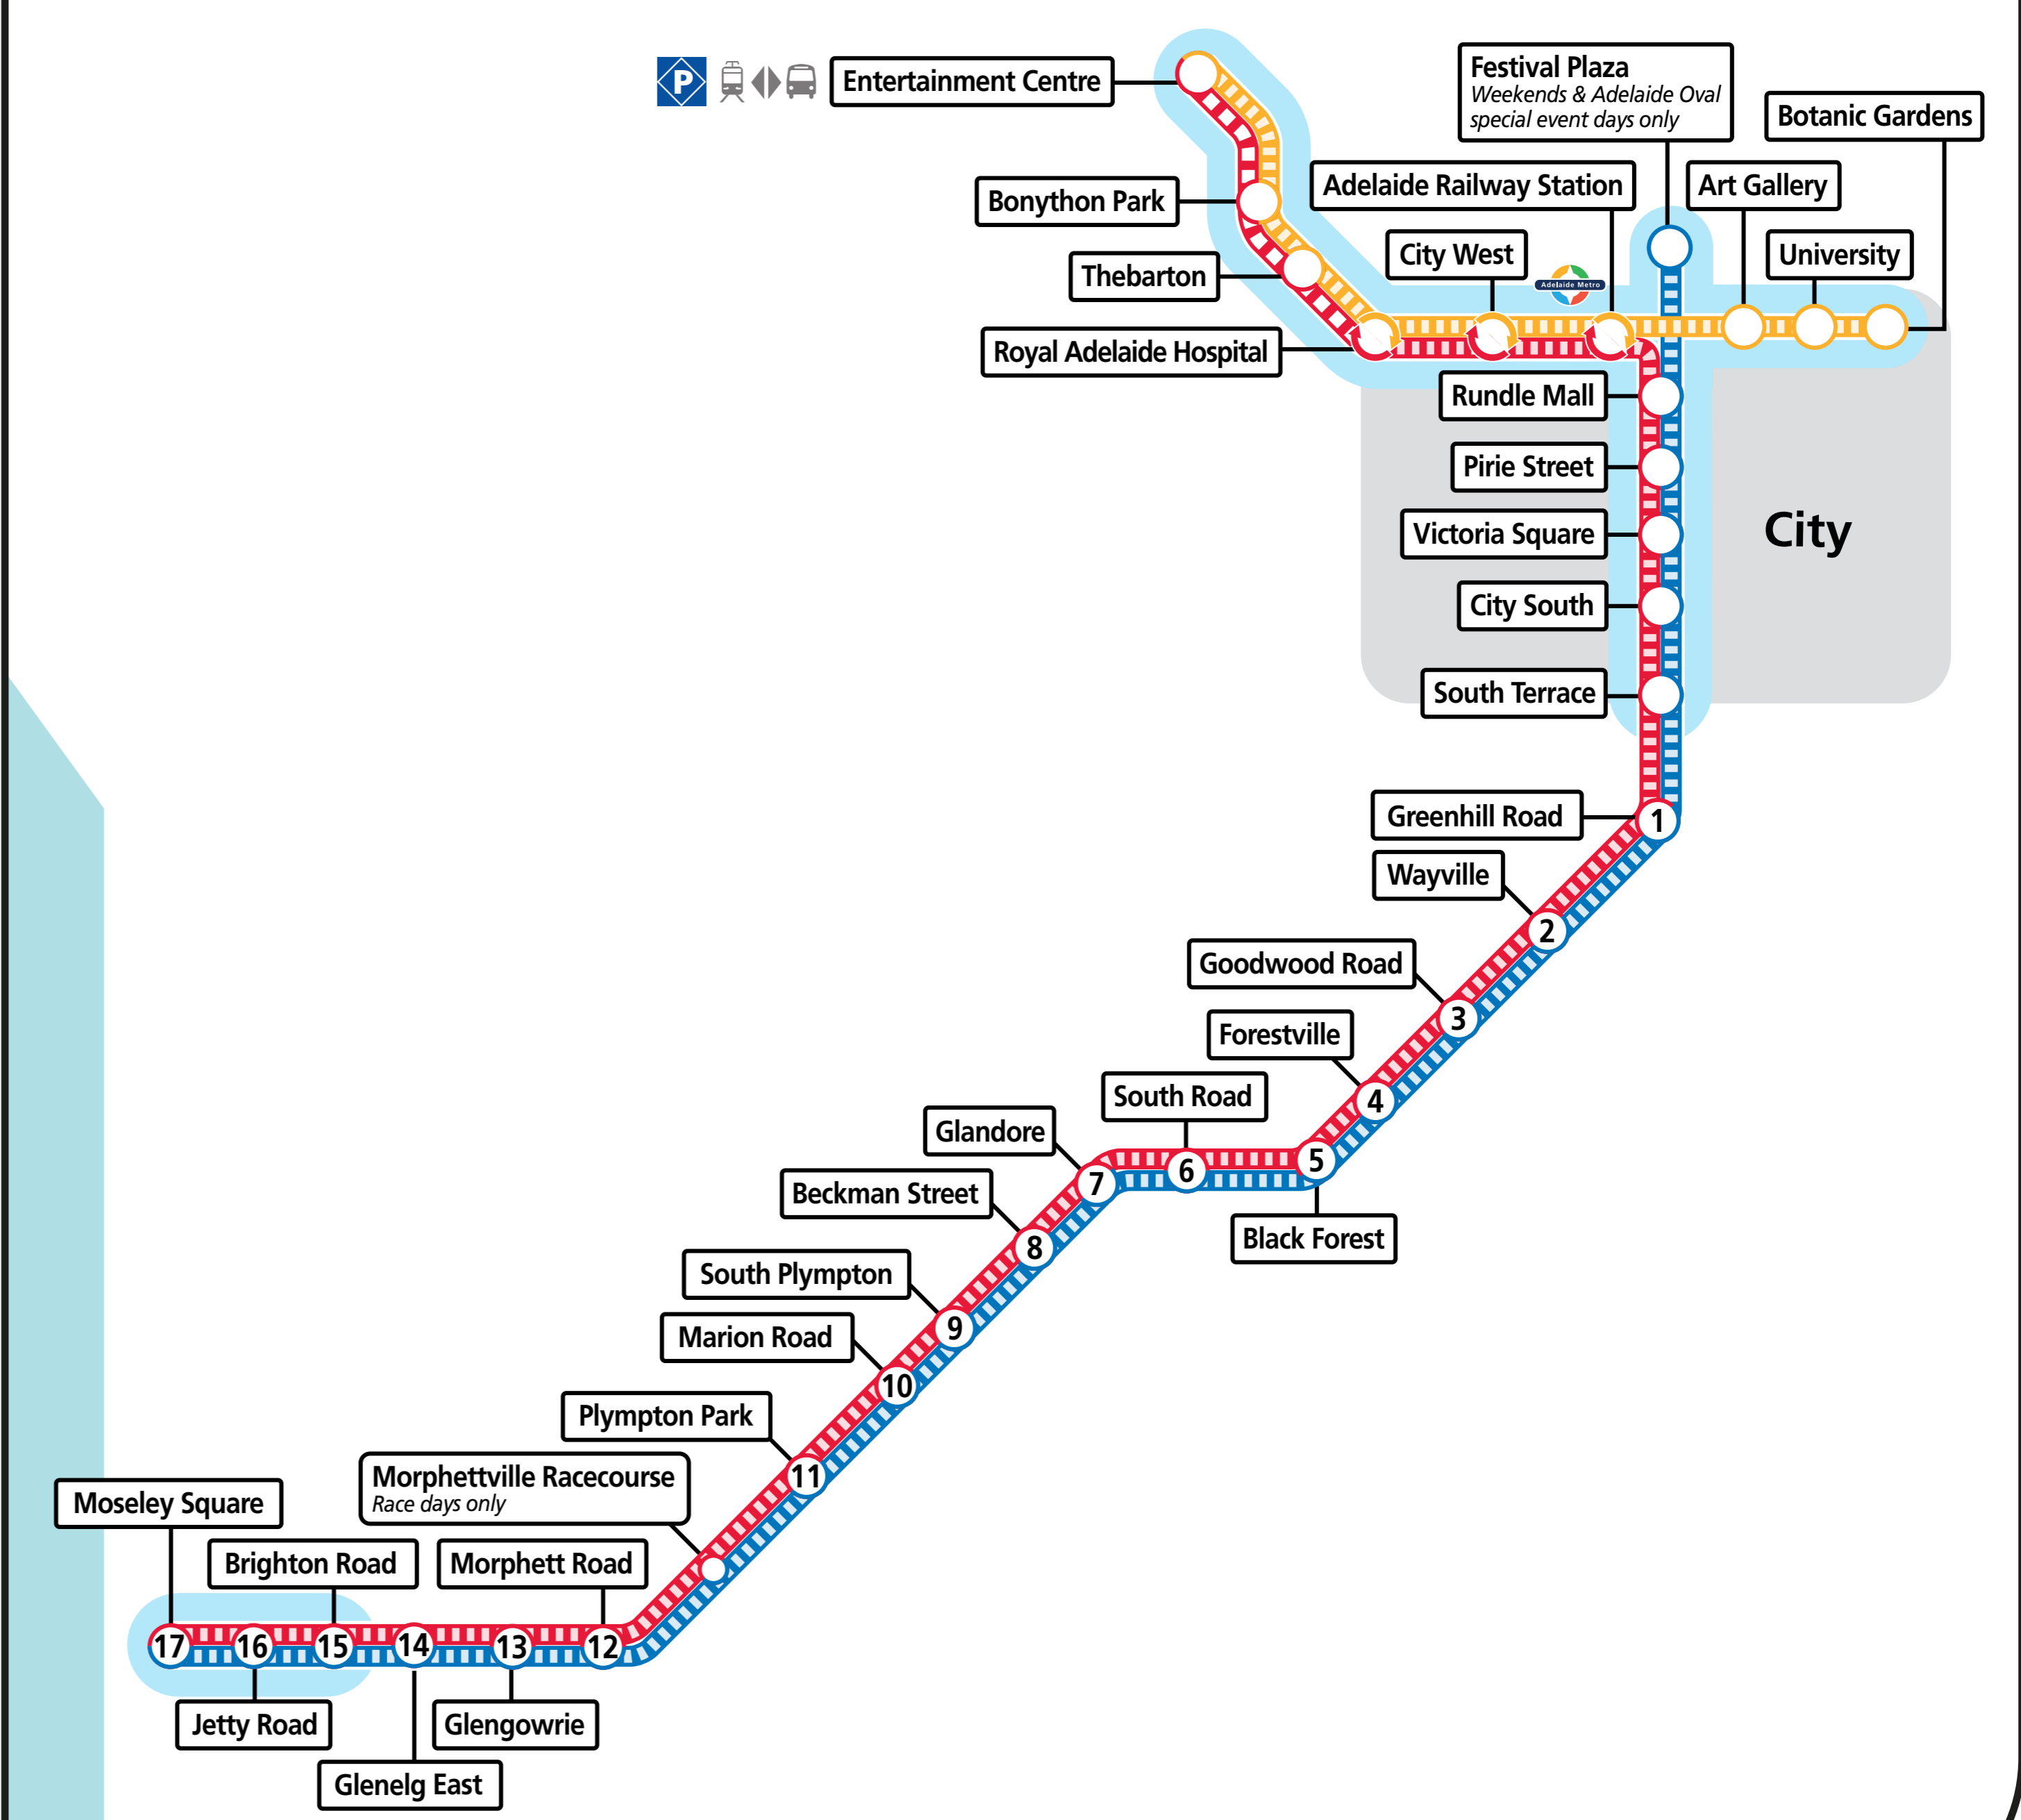 P
Entertainment Centre
Festival Plaza
Weekends & Adelaide Oval
special event days only
Botanic Gardens
Bonython Park
Adelaide Railway Station
Art Gallery
Thebarton
City West
University
Adelaide Metro
Royal Adelaide Hospital
Rundle Mall
Pirie Street
Victoria Square
City
City South
South Terrace
Greenhill Road
1
Wayville
2
Goodwood Road
3
Forestville
4
South Road
6
5
Black Forest
Glandore
7
Beckman Street
8
South Plympton
9
Marion Road
10
Plympton Park
11
Morphettville Racecourse
Race days only
Moseley Square
Brighton Road
Morphett Road
17 16 15 14 13 12
Jetty Road
Glengowrie
Glenelg East